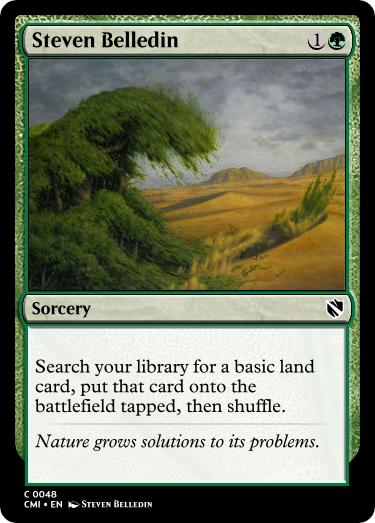 Steven Belledin 1
Sorcery
Search your library for a basic land
card, put that card onto the
battlefield tapped, then shuffle.
Nature grows solutions to its problems.
C 0048
CMI • EN Steven Belledin